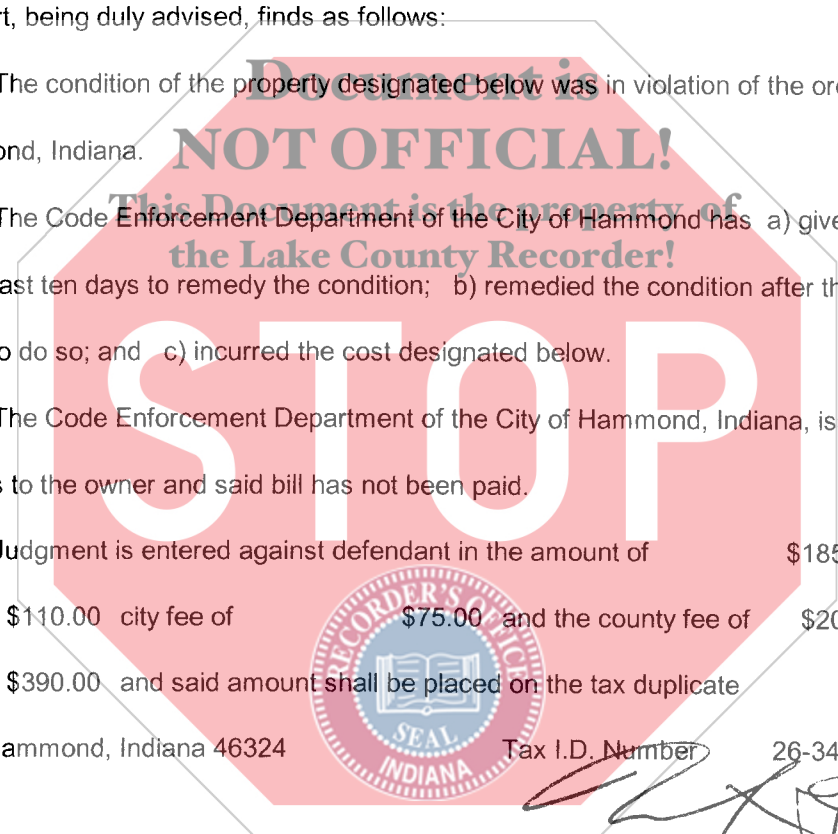 rt, being duly advised, finds as follows:
Document is
The condition of the property designated below was in violation of the or
ond, Indiana.
NOT OFFICIAL!
This Document is the property of
The Code Enforcement Department of the City of Hammond has a) give
the Lake County Recorder!
ast ten days to remedy the condition; b) remedied the condition after th
o do so; and c) incurred the cost designated below.
STOP
The Code Enforcement Department of the City of Hammond, Indiana, is
s to the owner and said bill has not been paid.
Judgment is entered against defendant in the amount of $185
$110.00 city fee of $75.00 and the county fee of $20
$390.00 and said amount shall be placed on the tax duplicate
ammond, Indiana 46324 Tax I.D. Number 26-34
RECORDER'S OFFICE
SEAL
INDIANA